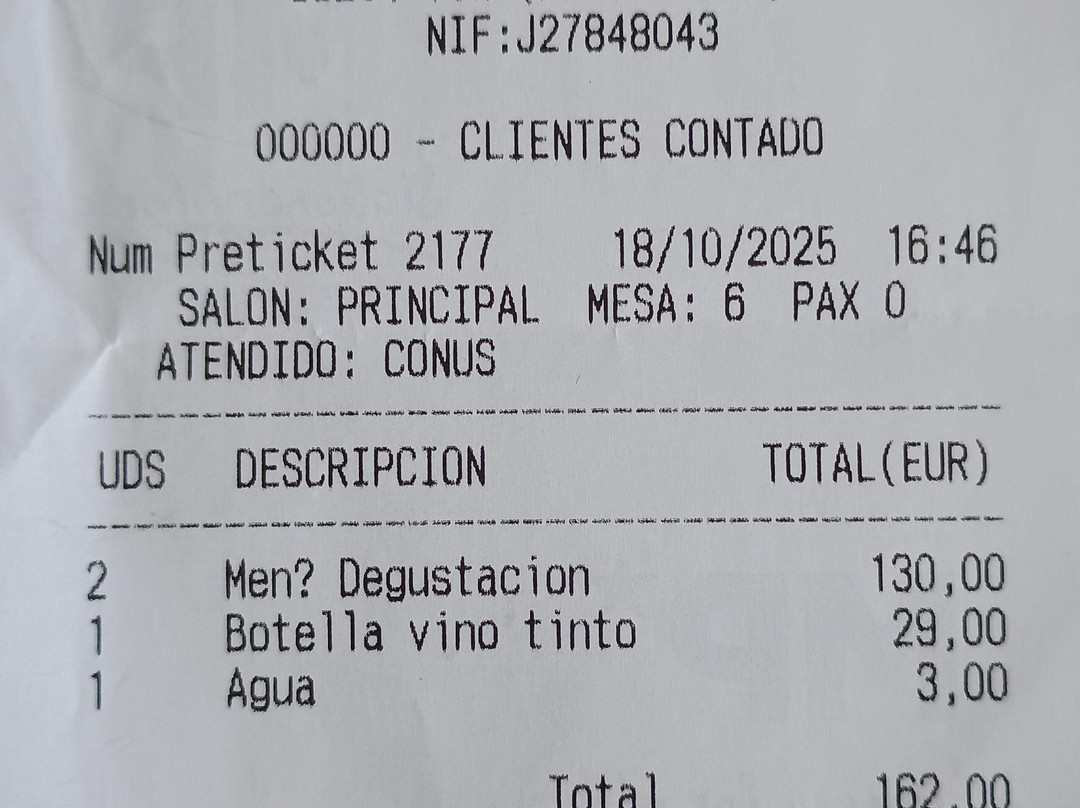 NIF:J27848043
000000 - CLIENTES CONTADO
Num Preticket 2177 18/10/2025 16:46
SALON: PRINCIPAL MESA: 6 PAX 0
ATENDIDO: CONUS
UDS DESCRIPCION TOTAL(EUR)
2 Men? Degustacion 130,00
1 Botella vino tinto 29,00
1 Agua 3,00
Total 162,00